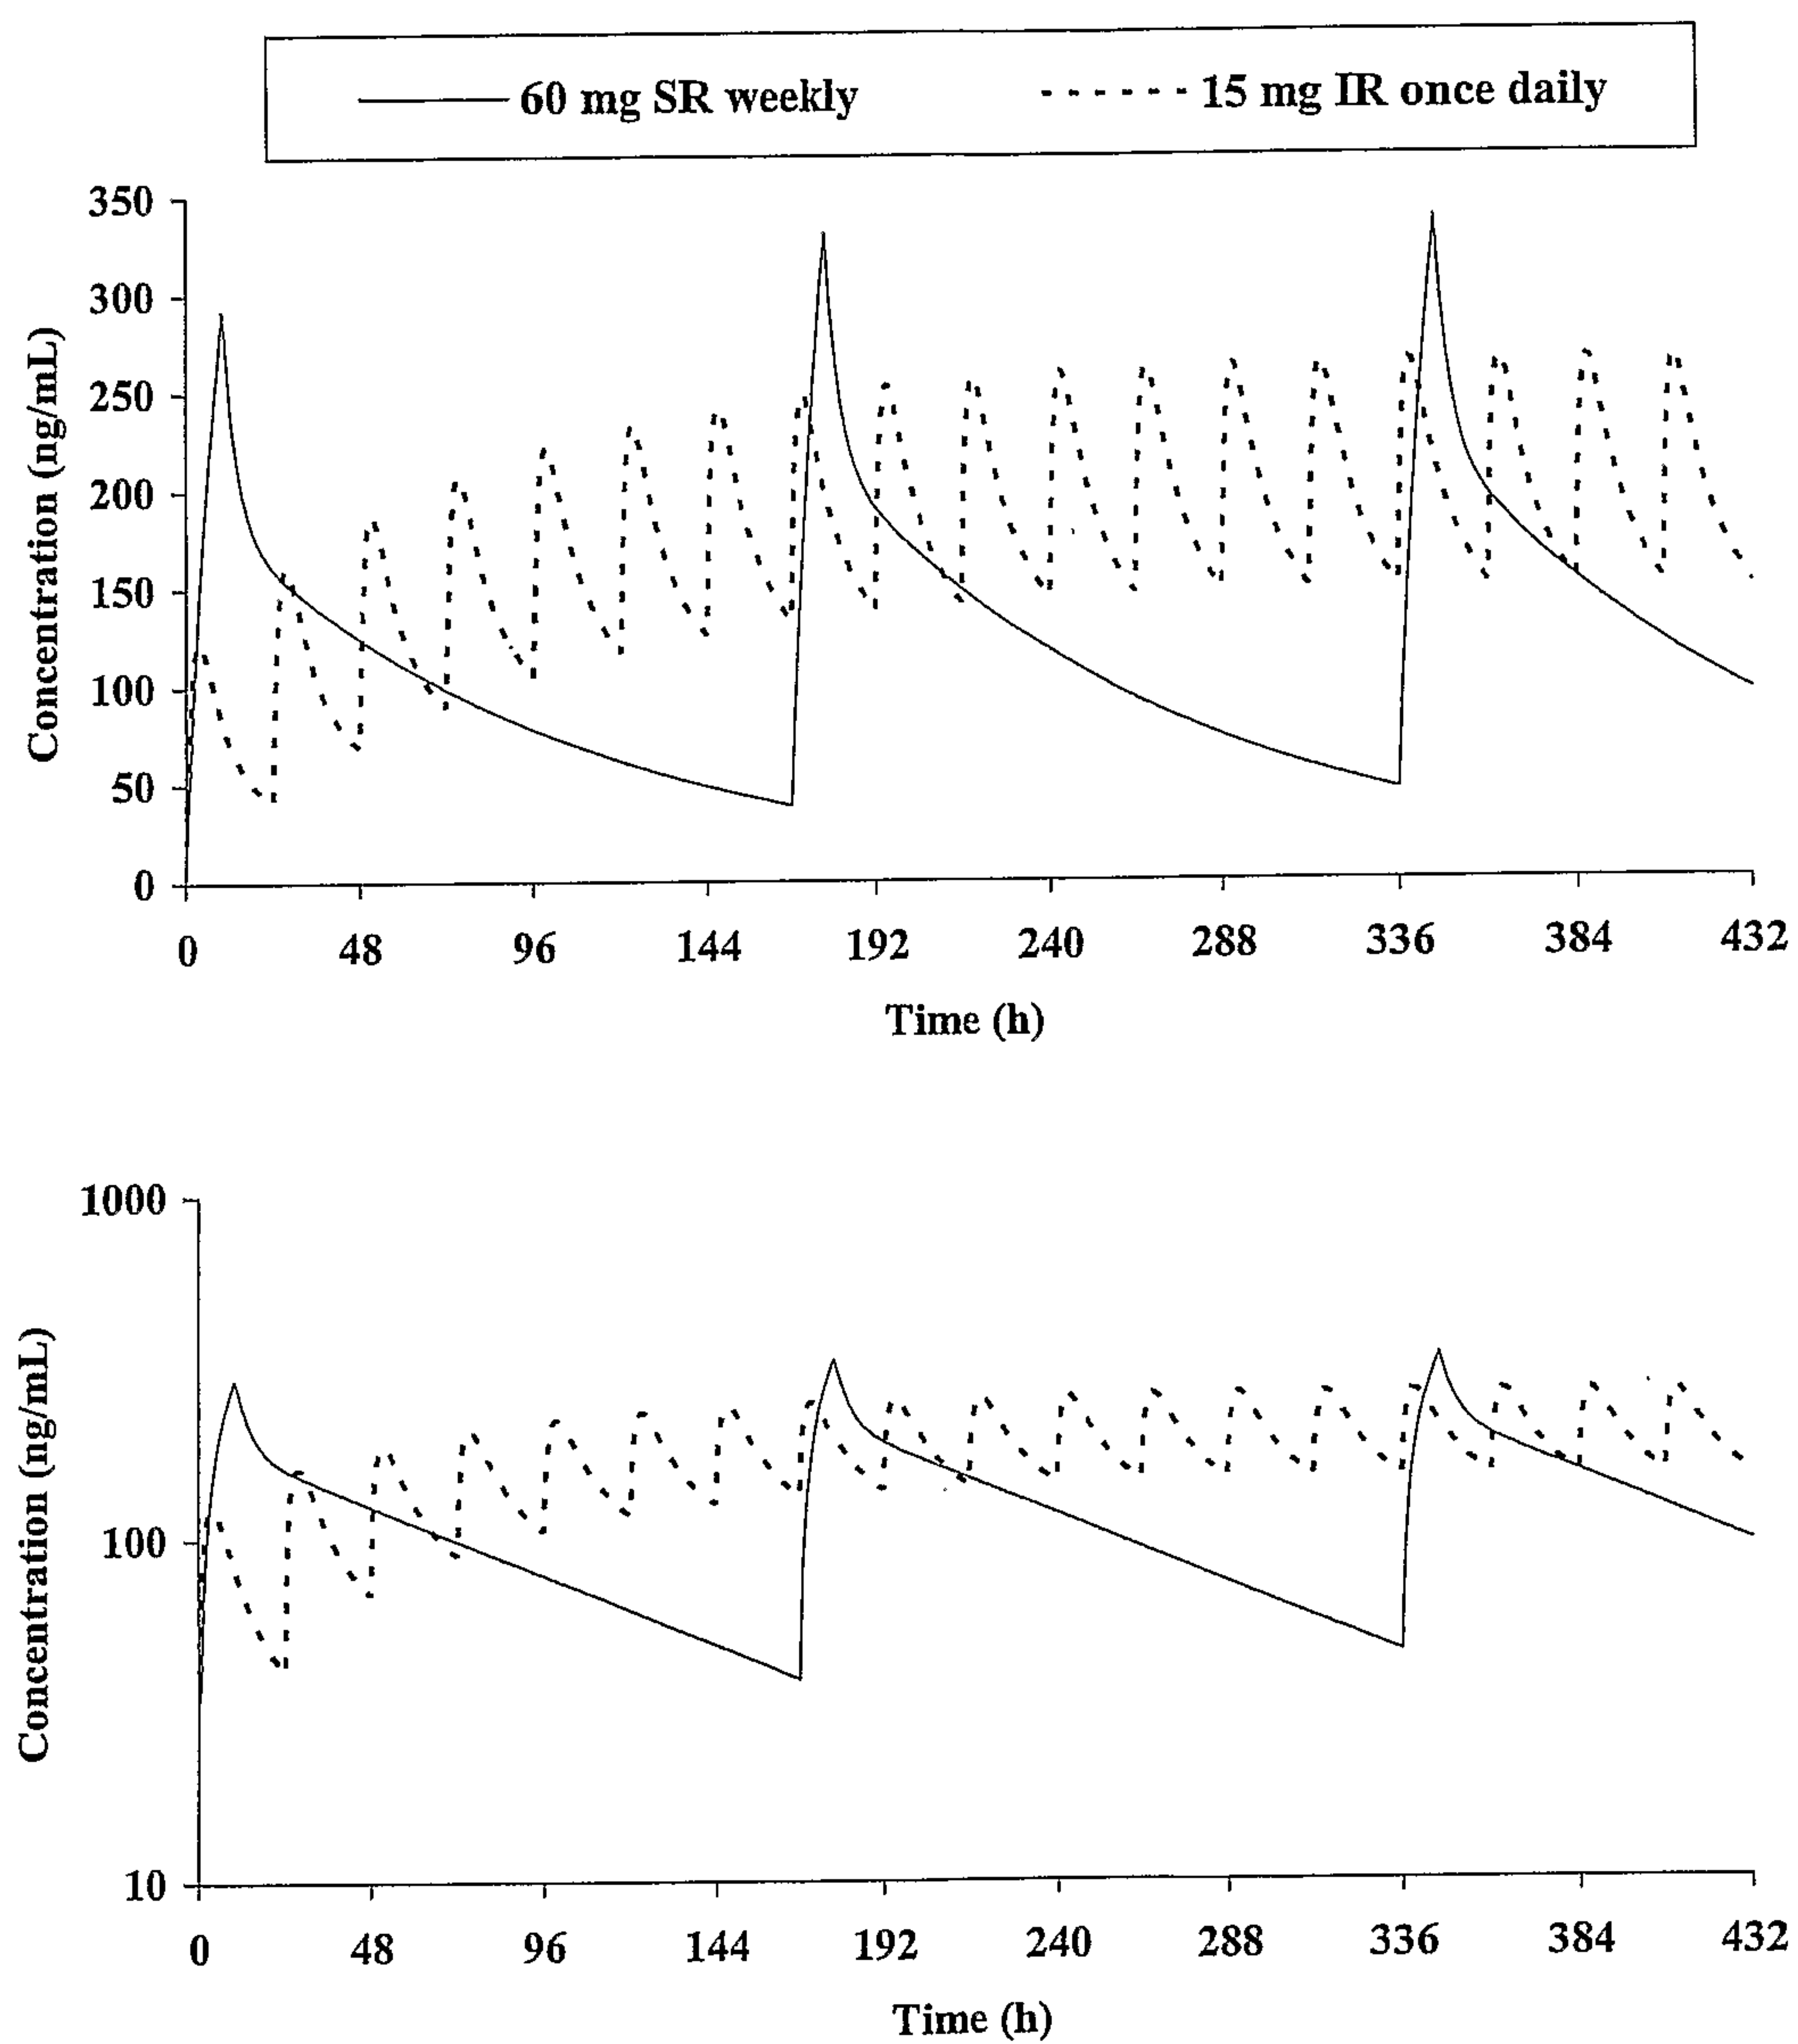 60 mg SR weekly 15 mg IR once daily
350
300
250
200
150
100
50
0
Concentration (ng/mL)
0 48 96 144 192 240 288 336 384 432
Time (h)
1000
100
10
Concentration (ng/mL)
0 48 96 144 192 240 288 336 384 432
Time (h)